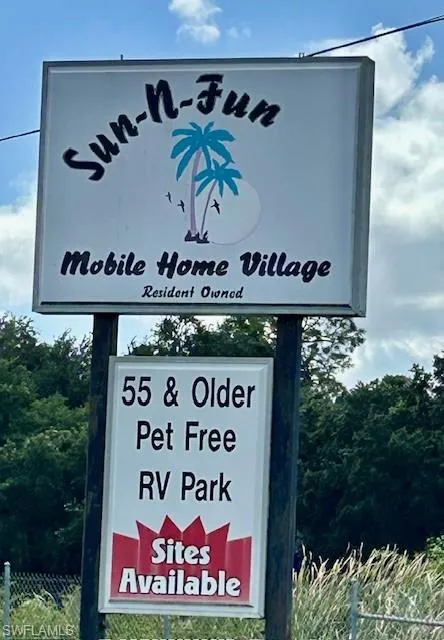 Sun-N-Fun
Mobile Home Village
Resident Owned
55 & Older
Pet Free
RV Park
Sites
Available
SWFLAMLS